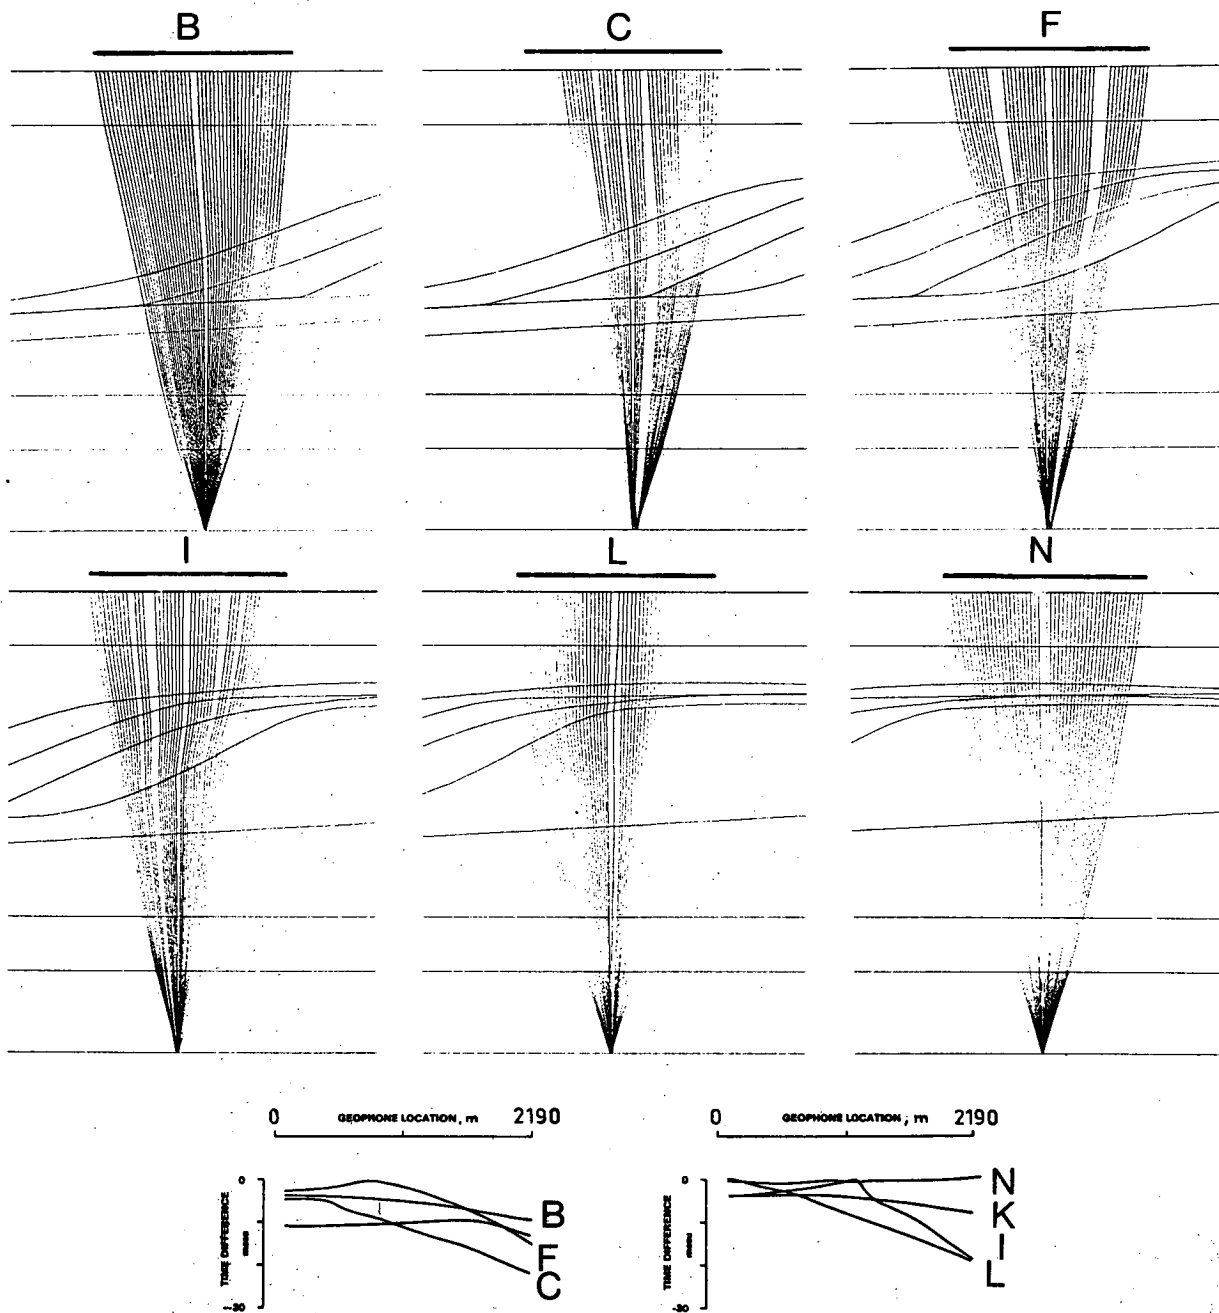 B C F
I L N
0 GEOPHONE LOCATION, m 2190
0 GEOPHONE LOCATION, m 2190
0
TIME DIFFERENCE
-30
B
F
C
0
TIME DIFFERENCE
-30
N
K
I
L